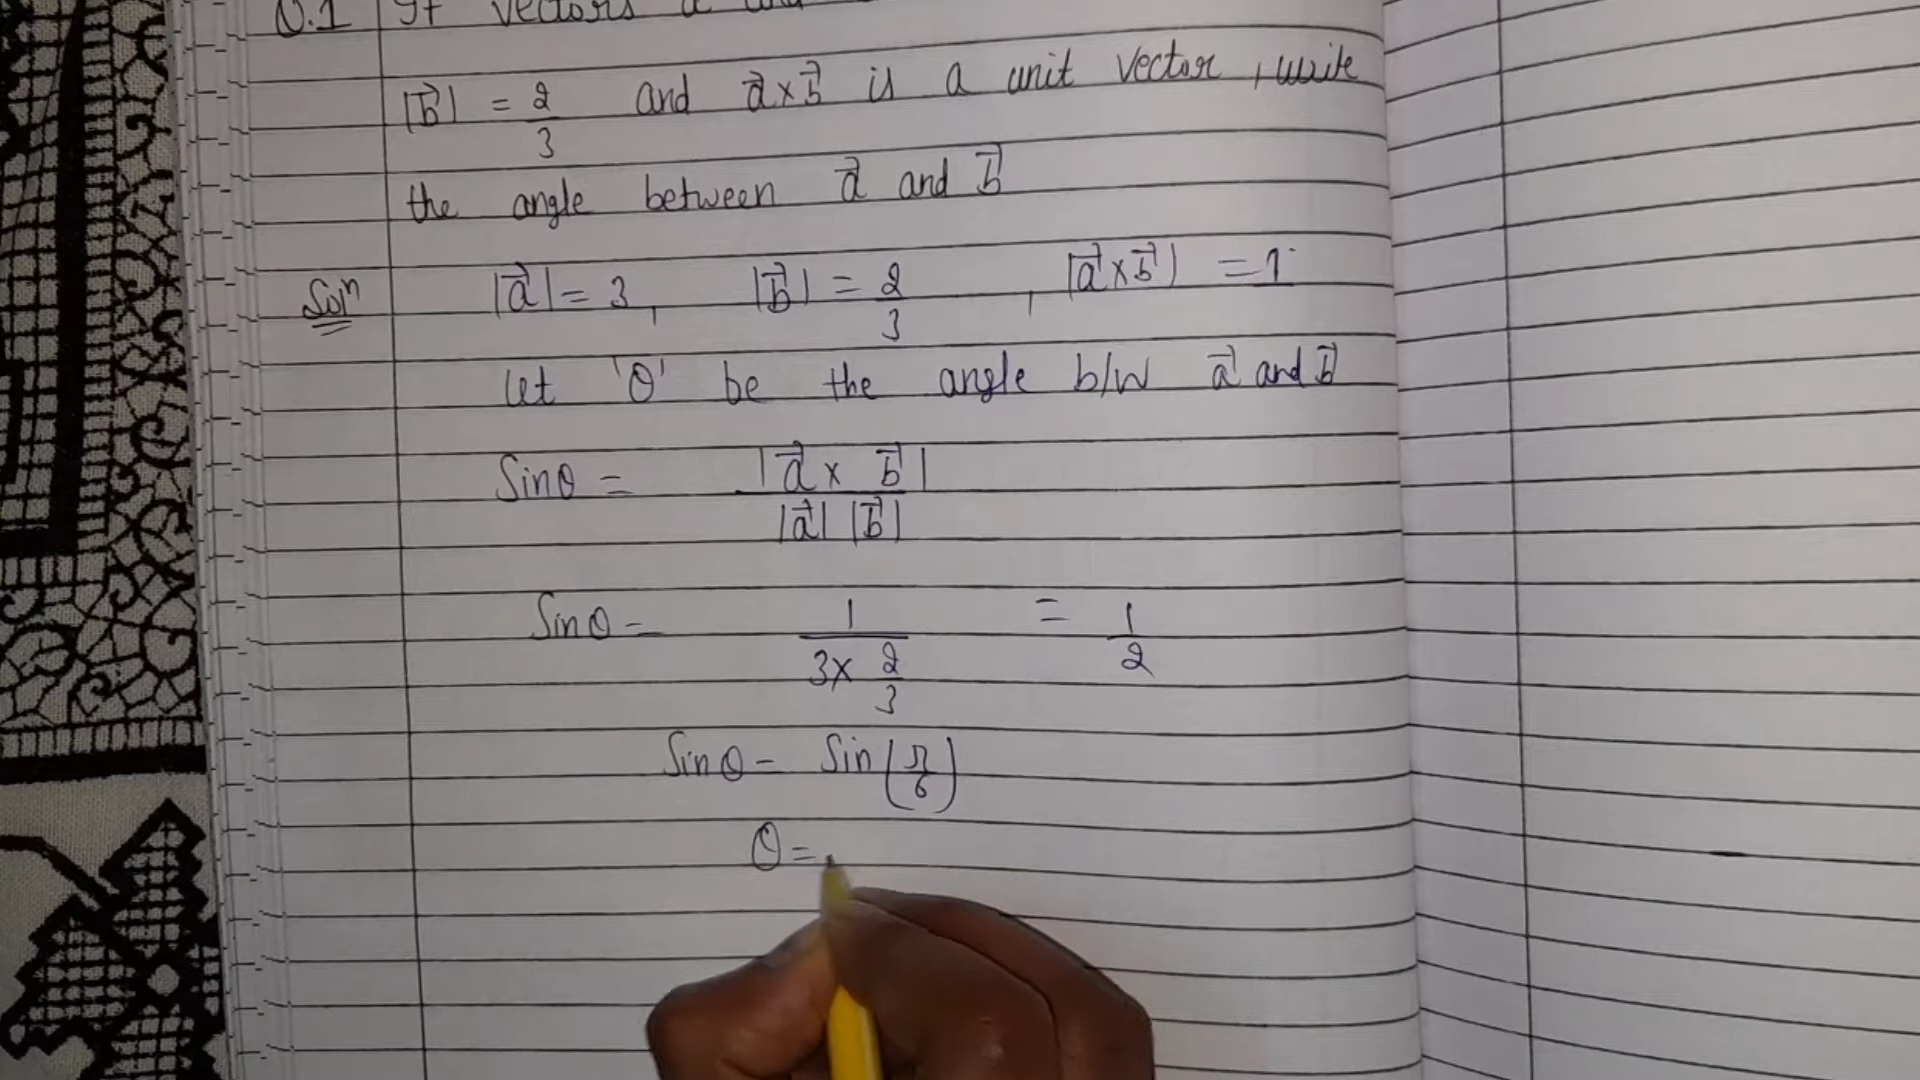 Q.1 If vectors a⃗ and
|b⃗| = 2/3 and a⃗×b⃗ is a unit vector, write
the angle between a⃗ and b⃗
Solⁿ |a⃗| = 3, |b⃗| = 2/3, |a⃗×b⃗| = 1
Let 'θ' be the angle b/w a⃗ and b⃗
Sinθ = |a⃗ × b⃗| / |a⃗| |b⃗|
Sinθ = 1 / 3× 2/3 = 1/2
Sinθ = Sin(π/6)
θ =